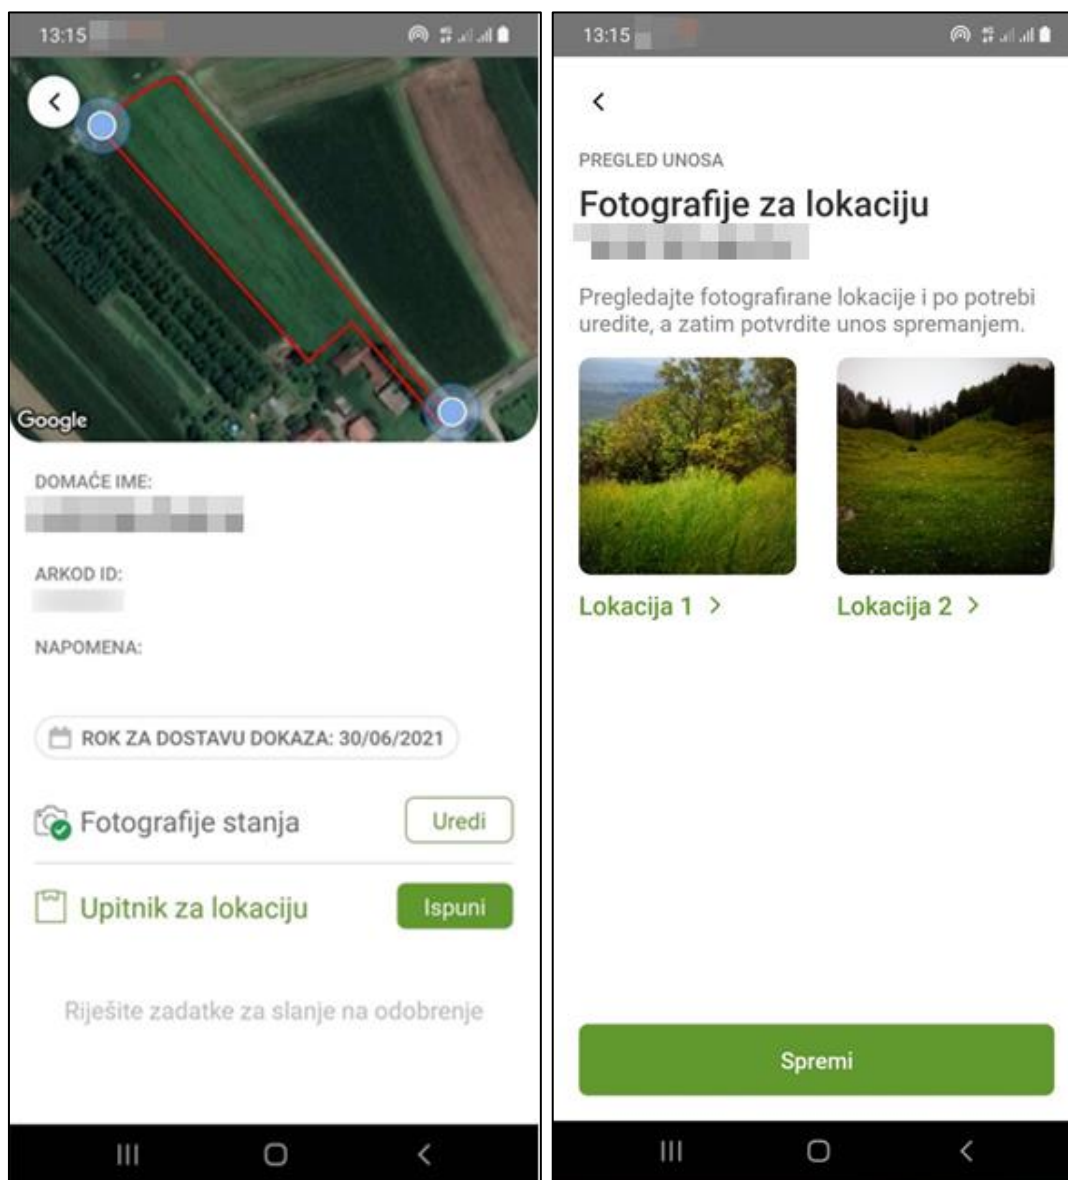 13:15
Google
DOMAĆE IME:
ARKOD ID:
NAPOMENA:
ROK ZA DOSTAVU DOKAZA: 30/06/2021
Fotografije stanja
Uredi
Upitnik za lokaciju
Ispuni
Riješite zadatke za slanje na odobrenje
13:15
PREGLED UNOSA
Fotografije za lokaciju
Pregledajte fotografirane lokacije i po potrebi
uredite, a zatim potvrdite unos spremanjem.
Lokacija 1 >
Lokacija 2 >
Spremi